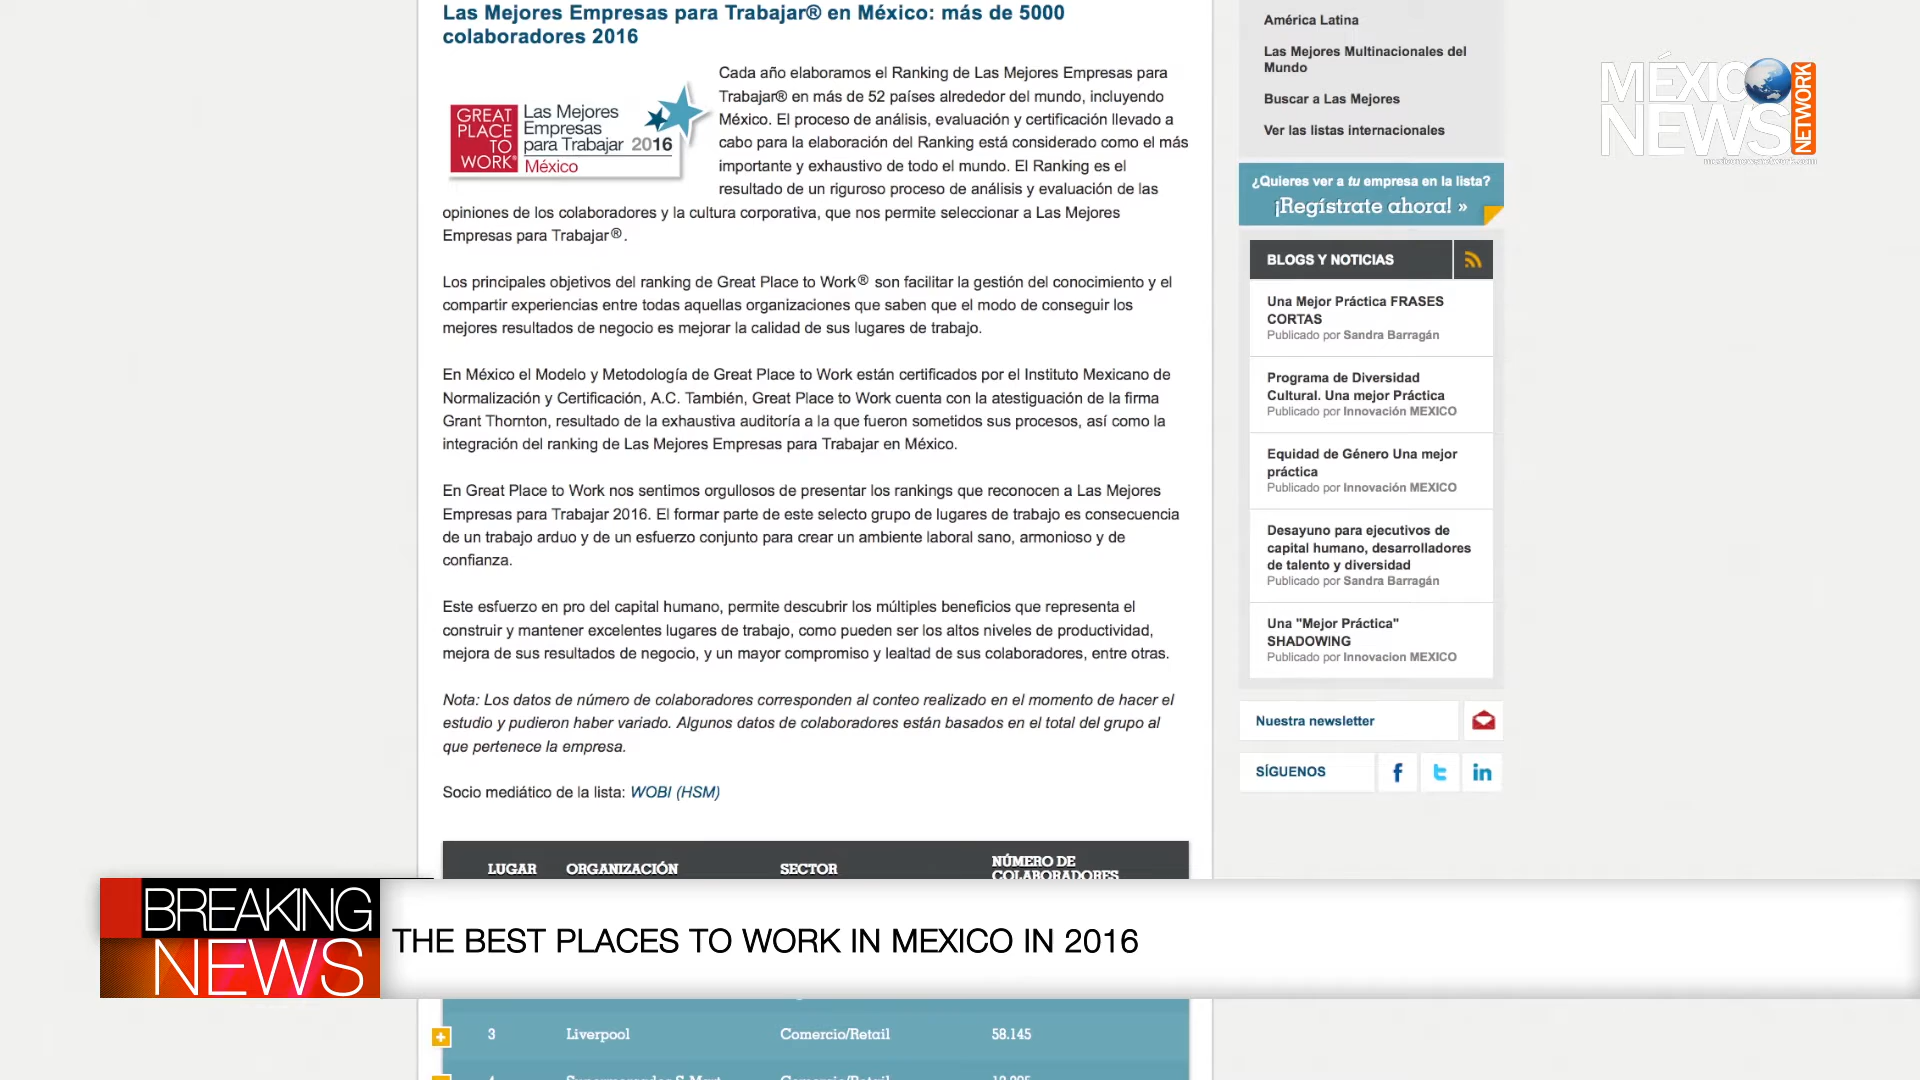 Las Mejores Empresas para Trabajar® en México: más de 5000
colaboradores 2016
GREAT
PLACE
TO
WORK®
Las Mejores
Empresas
para Trabajar 2016
México
Cada año elaboramos el Ranking de Las Mejores Empresas para
Trabajar® en más de 52 países alrededor del mundo, incluyendo
México. El proceso de análisis, evaluación y certificación llevado a
cabo para la elaboración del Ranking está considerado como el más
importante y exhaustivo de todo el mundo. El Ranking es el
resultado de un riguroso proceso de análisis y evaluación de las
opiniones de los colaboradores y la cultura corporativa, que nos permite seleccionar a Las Mejores
Empresas para Trabajar®.
Los principales objetivos del ranking de Great Place to Work® son facilitar la gestión del conocimiento y el
compartir experiencias entre todas aquellas organizaciones que saben que el modo de conseguir los
mejores resultados de negocio es mejorar la calidad de sus lugares de trabajo.
En México el Modelo y Metodología de Great Place to Work están certificados por el Instituto Mexicano de
Normalización y Certificación, A.C. También, Great Place to Work cuenta con la atestiguación de la firma
Grant Thornton, resultado de la exhaustiva auditoría a la que fueron sometidos sus procesos, así como la
integración del ranking de Las Mejores Empresas para Trabajar en México.
En Great Place to Work nos sentimos orgullosos de presentar los rankings que reconocen a Las Mejores
Empresas para Trabajar 2016. El formar parte de este selecto grupo de lugares de trabajo es consecuencia
de un trabajo arduo y de un esfuerzo conjunto para crear un ambiente laboral sano, armonioso y de
confianza.
Este esfuerzo en pro del capital humano, permite descubrir los múltiples beneficios que representa el
construir y mantener excelentes lugares de trabajo, como pueden ser los altos niveles de productividad,
mejora de sus resultados de negocio, y un mayor compromiso y lealtad de sus colaboradores, entre otras.
Nota: Los datos de número de colaboradores corresponden al conteo realizado en el momento de hacer el
estudio y pudieron haber variado. Algunos datos de colaboradores están basados en el total del grupo al
que pertenece la empresa.
Socio mediático de la lista: WOBI (HSM)
LUGAR ORGANIZACIÓN SECTOR NÚMERO DE
COLABORADORES
3 Liverpool Comercio/Retail 58.145
América Latina
Las Mejores Multinacionales del
Mundo
Buscar a Las Mejores
Ver las listas internacionales
¿Quieres ver a tu empresa en la lista?
¡Regístrate ahora! »
BLOGS Y NOTICIAS
Una Mejor Práctica FRASES
CORTAS
Publicado por Sandra Barragán
Programa de Diversidad
Cultural. Una mejor Práctica
Publicado por Innovación MEXICO
Equidad de Género Una mejor
práctica
Publicado por Innovación MEXICO
Desayuno para ejecutivos de
capital humano, desarrolladores
de talento y diversidad
Publicado por Sandra Barragán
Una "Mejor Práctica"
SHADOWING
Publicado por Innovacion MEXICO
Nuestra newsletter
SÍGUENOS
MÉXICO
NEWS
NETWORK
mexiconewsnetwork.com
BREAKING
NEWS
THE BEST PLACES TO WORK IN MEXICO IN 2016